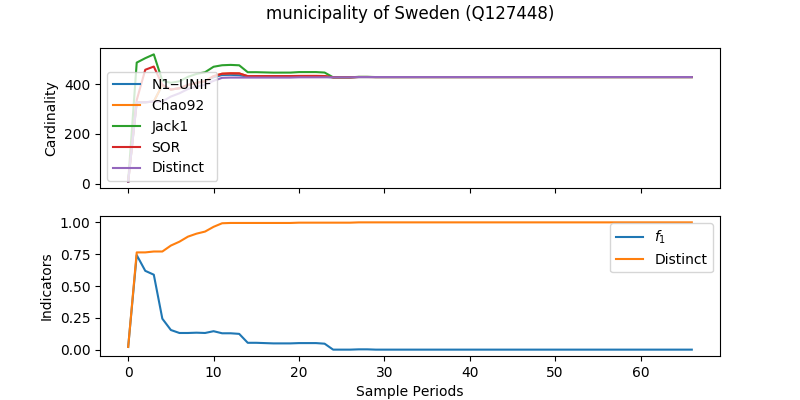 municipality of Sweden (Q127448)
Cardinality
400
200
0
N1−UNIF
Chao92
Jack1
SOR
Distinct
Indicators
1.00
0.75
0.50
0.25
0.00
f1
Distinct
0 10 20 30 40 50 60
Sample Periods